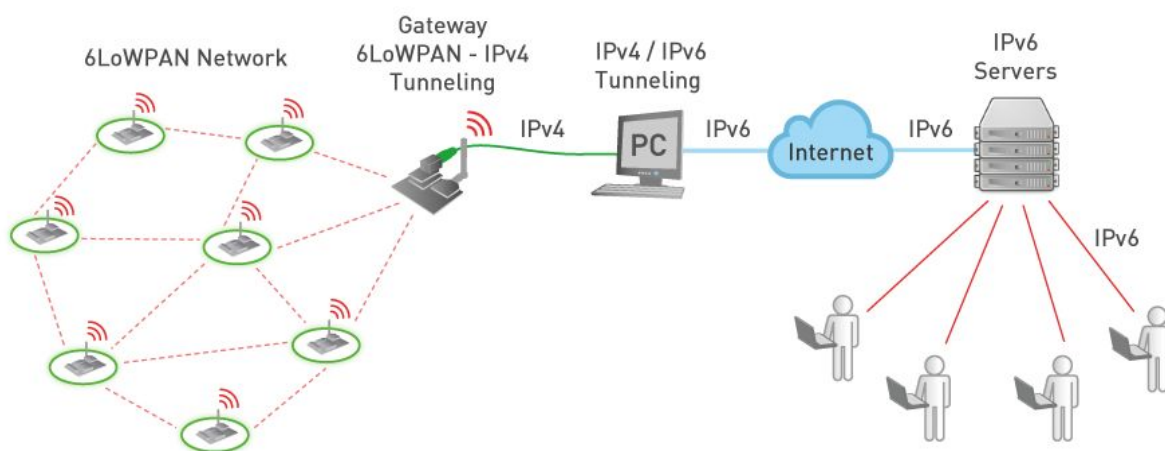 6LoWPAN Network
Gateway
6LoWPAN - IPv4
Tunneling
IPv4
IPv4 / IPv6
Tunneling
PC
IPv6
Internet
IPv6
IPv6
Servers
IPv6